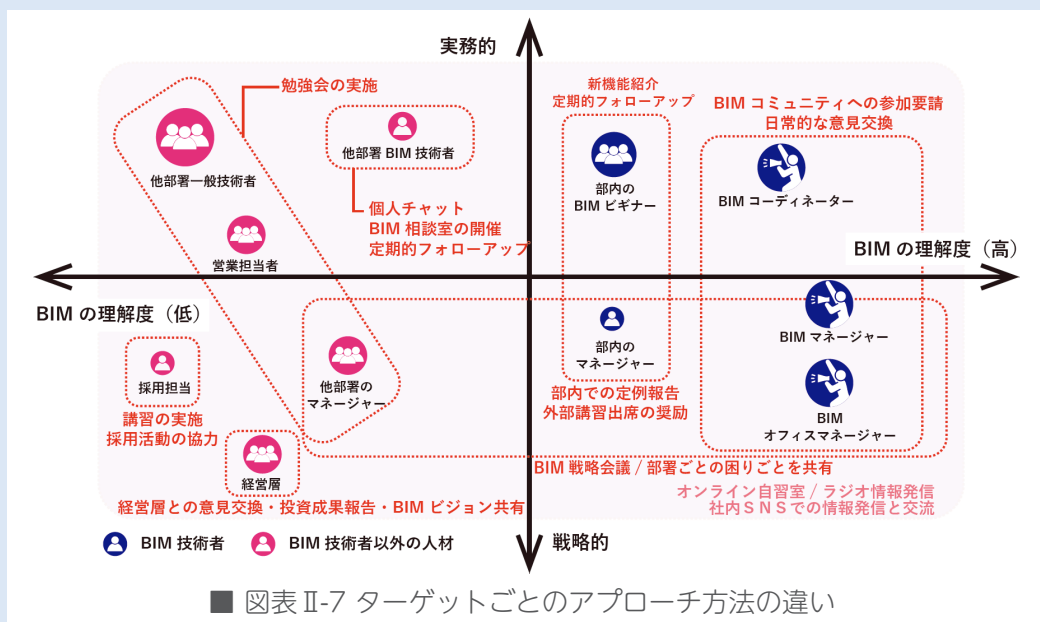 実務的
勉強会の実施
新機能紹介
定期的フォローアップ
BIM コミュニティへの参加要請
日常的な意見交換
他部署一般技術者
他部署 BIM 技術者
部内の
BIM ビギナー
BIM コーディネーター
個人チャット
BIM 相談室の開催
定期的フォローアップ
営業担当者
BIM の理解度（高）
BIM の理解度（低）
採用担当
他部署の
マネージャー
部内の
マネージャー
BIM マネージャー
講習の実施
採用活動の協力
部内での定例報告
外部講習出席の奨励
BIM
オフィスマネージャー
経営層
BIM 戦略会議 / 部署ごとの困りごとを共有
経営層との意見交換・投資成果報告・BIM ビジョン共有
オンライン自習室 / ラジオ情報発信
社内ＳＮＳでの情報発信と交流
BIM 技術者
BIM 技術者以外の人材
戦略的
■ 図表 Ⅱ-7 ターゲットごとのアプローチ方法の違い